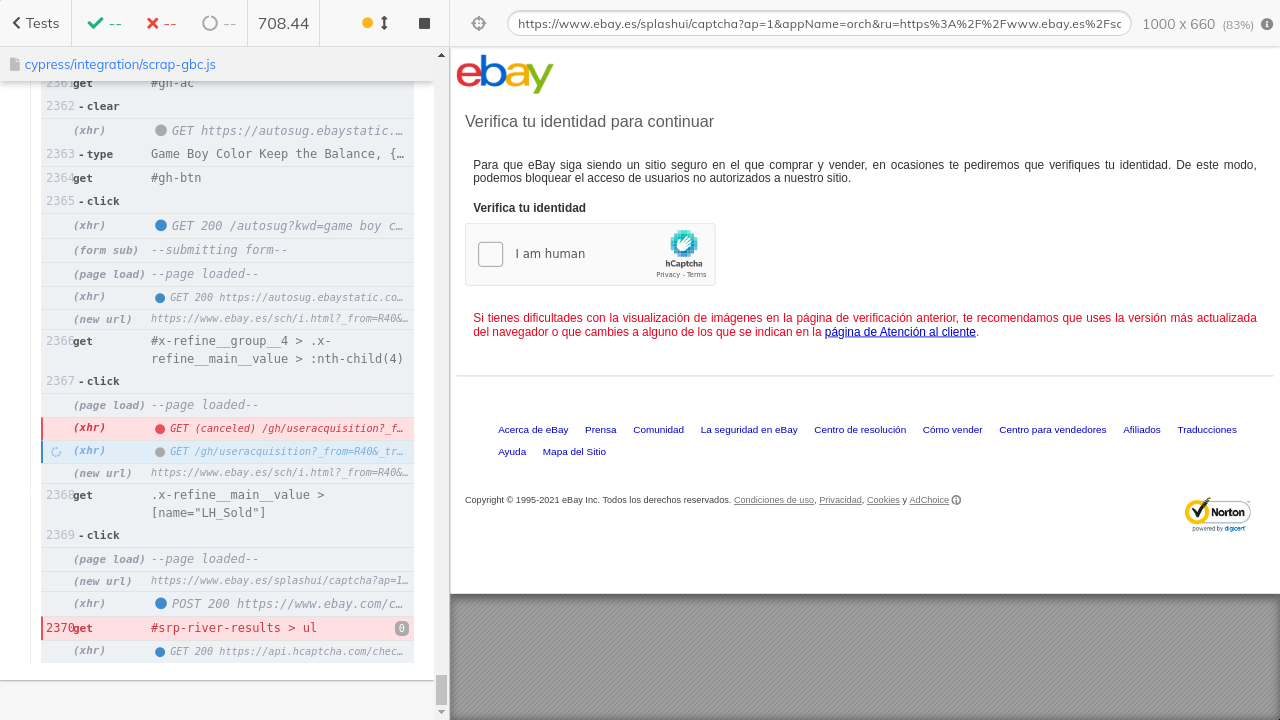 Tests
--
--
--
708.44
https://www.ebay.es/splashui/captcha?ap=1&appName=orch&ru=https%3A%2F%2Fwww.ebay.es%2Fsc
1000 x 660 (83%)
cypress/integration/scrap-gbc.js
2361 get #gh-ac
2362 - clear
(xhr) GET https://autosug.ebaystatic.…
2363 - type Game Boy Color Keep the Balance, {…
2364 get #gh-btn
2365 - click
(xhr) GET 200 /autosug?kwd=game boy c…
(form sub) --submitting form--
(page load) --page loaded--
(xhr) GET 200 https://autosug.ebaystatic.co…
(new url) https://www.ebay.es/sch/i.html?_from=R40&…
2366 get #x-refine__group__4 > .x-
refine__main__value > :nth-child(4)
2367 - click
(page load) --page loaded--
(xhr) GET (canceled) /gh/useracquisition?_f…
(xhr) GET /gh/useracquisition?_from=R40&_tr…
(new url) https://www.ebay.es/sch/i.html?_from=R40&…
2368 get .x-refine__main__value >
[name="LH_Sold"]
2369 - click
(page load) --page loaded--
(new url) https://www.ebay.es/splashui/captcha?ap=1…
(xhr) POST 200 https://www.ebay.com/c…
2370 get #srp-river-results > ul 0
(xhr) GET 200 https://api.hcaptcha.com/chec…
ebay
Verifica tu identidad para continuar
Para que eBay siga siendo un sitio seguro en el que comprar y vender, en ocasiones te pediremos que verifiques tu identidad. De este modo,
podemos bloquear el acceso de usuarios no autorizados a nuestro sitio.
Verifica tu identidad
I am human
hCaptcha
Privacy - Terms
Si tienes dificultades con la visualización de imágenes en la página de verificación anterior, te recomendamos que uses la versión más actualizada
del navegador o que cambies a alguno de los que se indican en la página de Atención al cliente.
Acerca de eBay Prensa Comunidad La seguridad en eBay Centro de resolución Cómo vender Centro para vendedores Afiliados Traducciones
Ayuda Mapa del Sitio
Copyright © 1995-2021 eBay Inc. Todos los derechos reservados. Condiciones de uso, Privacidad, Cookies y AdChoice
Norton
powered by digicert